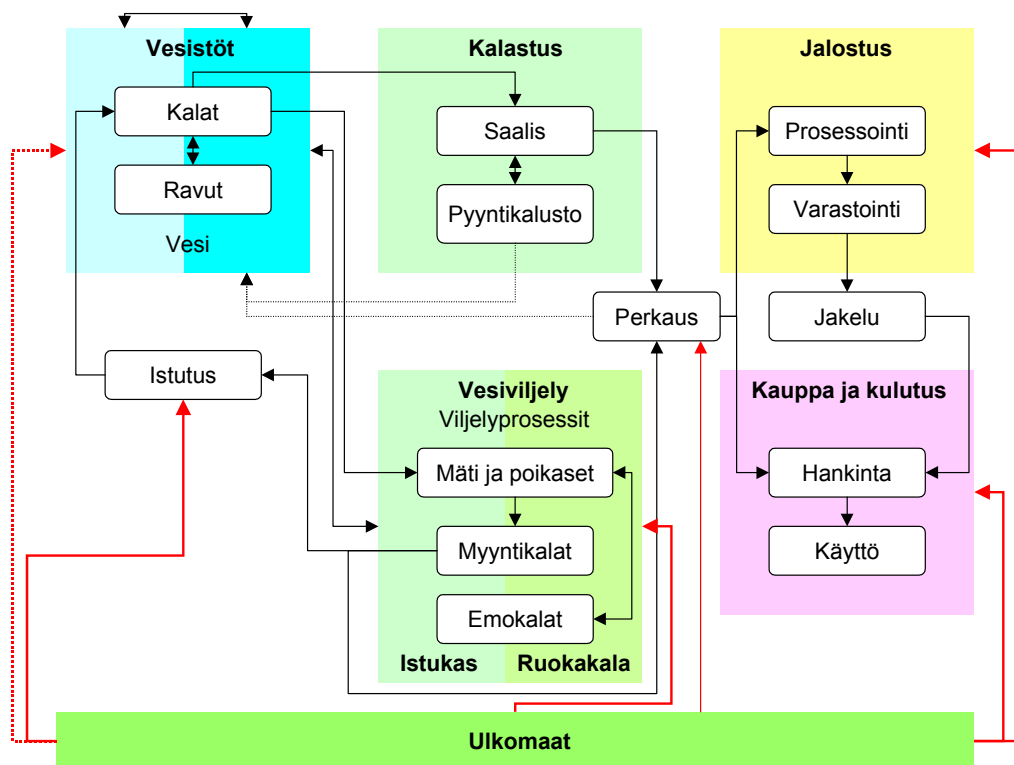 Vesistöt
Kalat
Ravut
Vesi
Kalastus
Saalis
Pyyntikalusto
Jalostus
Prosessointi
Varastointi
Perkaus
Jakelu
Istutus
Vesiviljely
Viljelyprosessit
Mäti ja poikaset
Myyntikalat
Emokalat
Istukas
Ruokakala
Kauppa ja kulutus
Hankinta
Käyttö
Ulkomaat